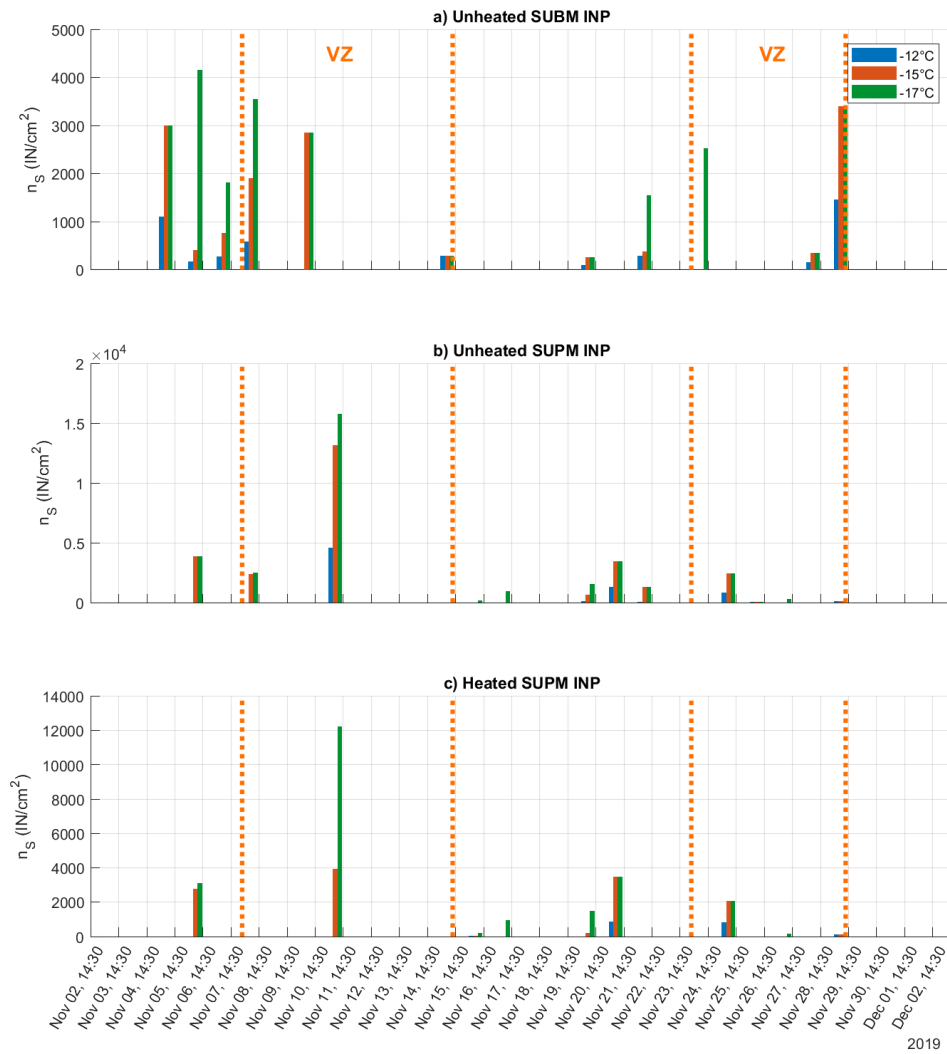 a) Unheated SUBM INP
5000
4000
3000
2000
1000
0
n_S (IN/cm²)
VZ
VZ
-12°C
-15°C
-17°C
b) Unheated SUPM INP
×10⁴
2
1.5
1
0.5
0
n_S (IN/cm²)
c) Heated SUPM INP
14000
12000
10000
8000
6000
4000
2000
0
n_S (IN/cm²)
Nov 02, 14:30
Nov 03, 14:30
Nov 04, 14:30
Nov 05, 14:30
Nov 06, 14:30
Nov 07, 14:30
Nov 08, 14:30
Nov 09, 14:30
Nov 10, 14:30
Nov 11, 14:30
Nov 12, 14:30
Nov 13, 14:30
Nov 14, 14:30
Nov 15, 14:30
Nov 16, 14:30
Nov 17, 14:30
Nov 18, 14:30
Nov 19, 14:30
Nov 20, 14:30
Nov 21, 14:30
Nov 22, 14:30
Nov 23, 14:30
Nov 24, 14:30
Nov 25, 14:30
Nov 26, 14:30
Nov 27, 14:30
Nov 28, 14:30
Nov 29, 14:30
Nov 30, 14:30
Dec 01, 14:30
Dec 02, 14:30
2019